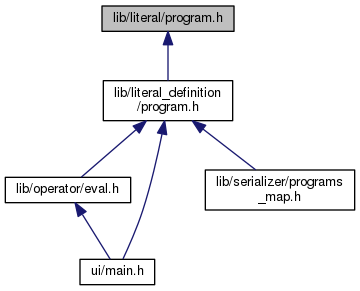 lib/literal/program.h
lib/literal_definition
/program.h
lib/operator/eval.h
lib/serializer/programs
_map.h
ui/main.h